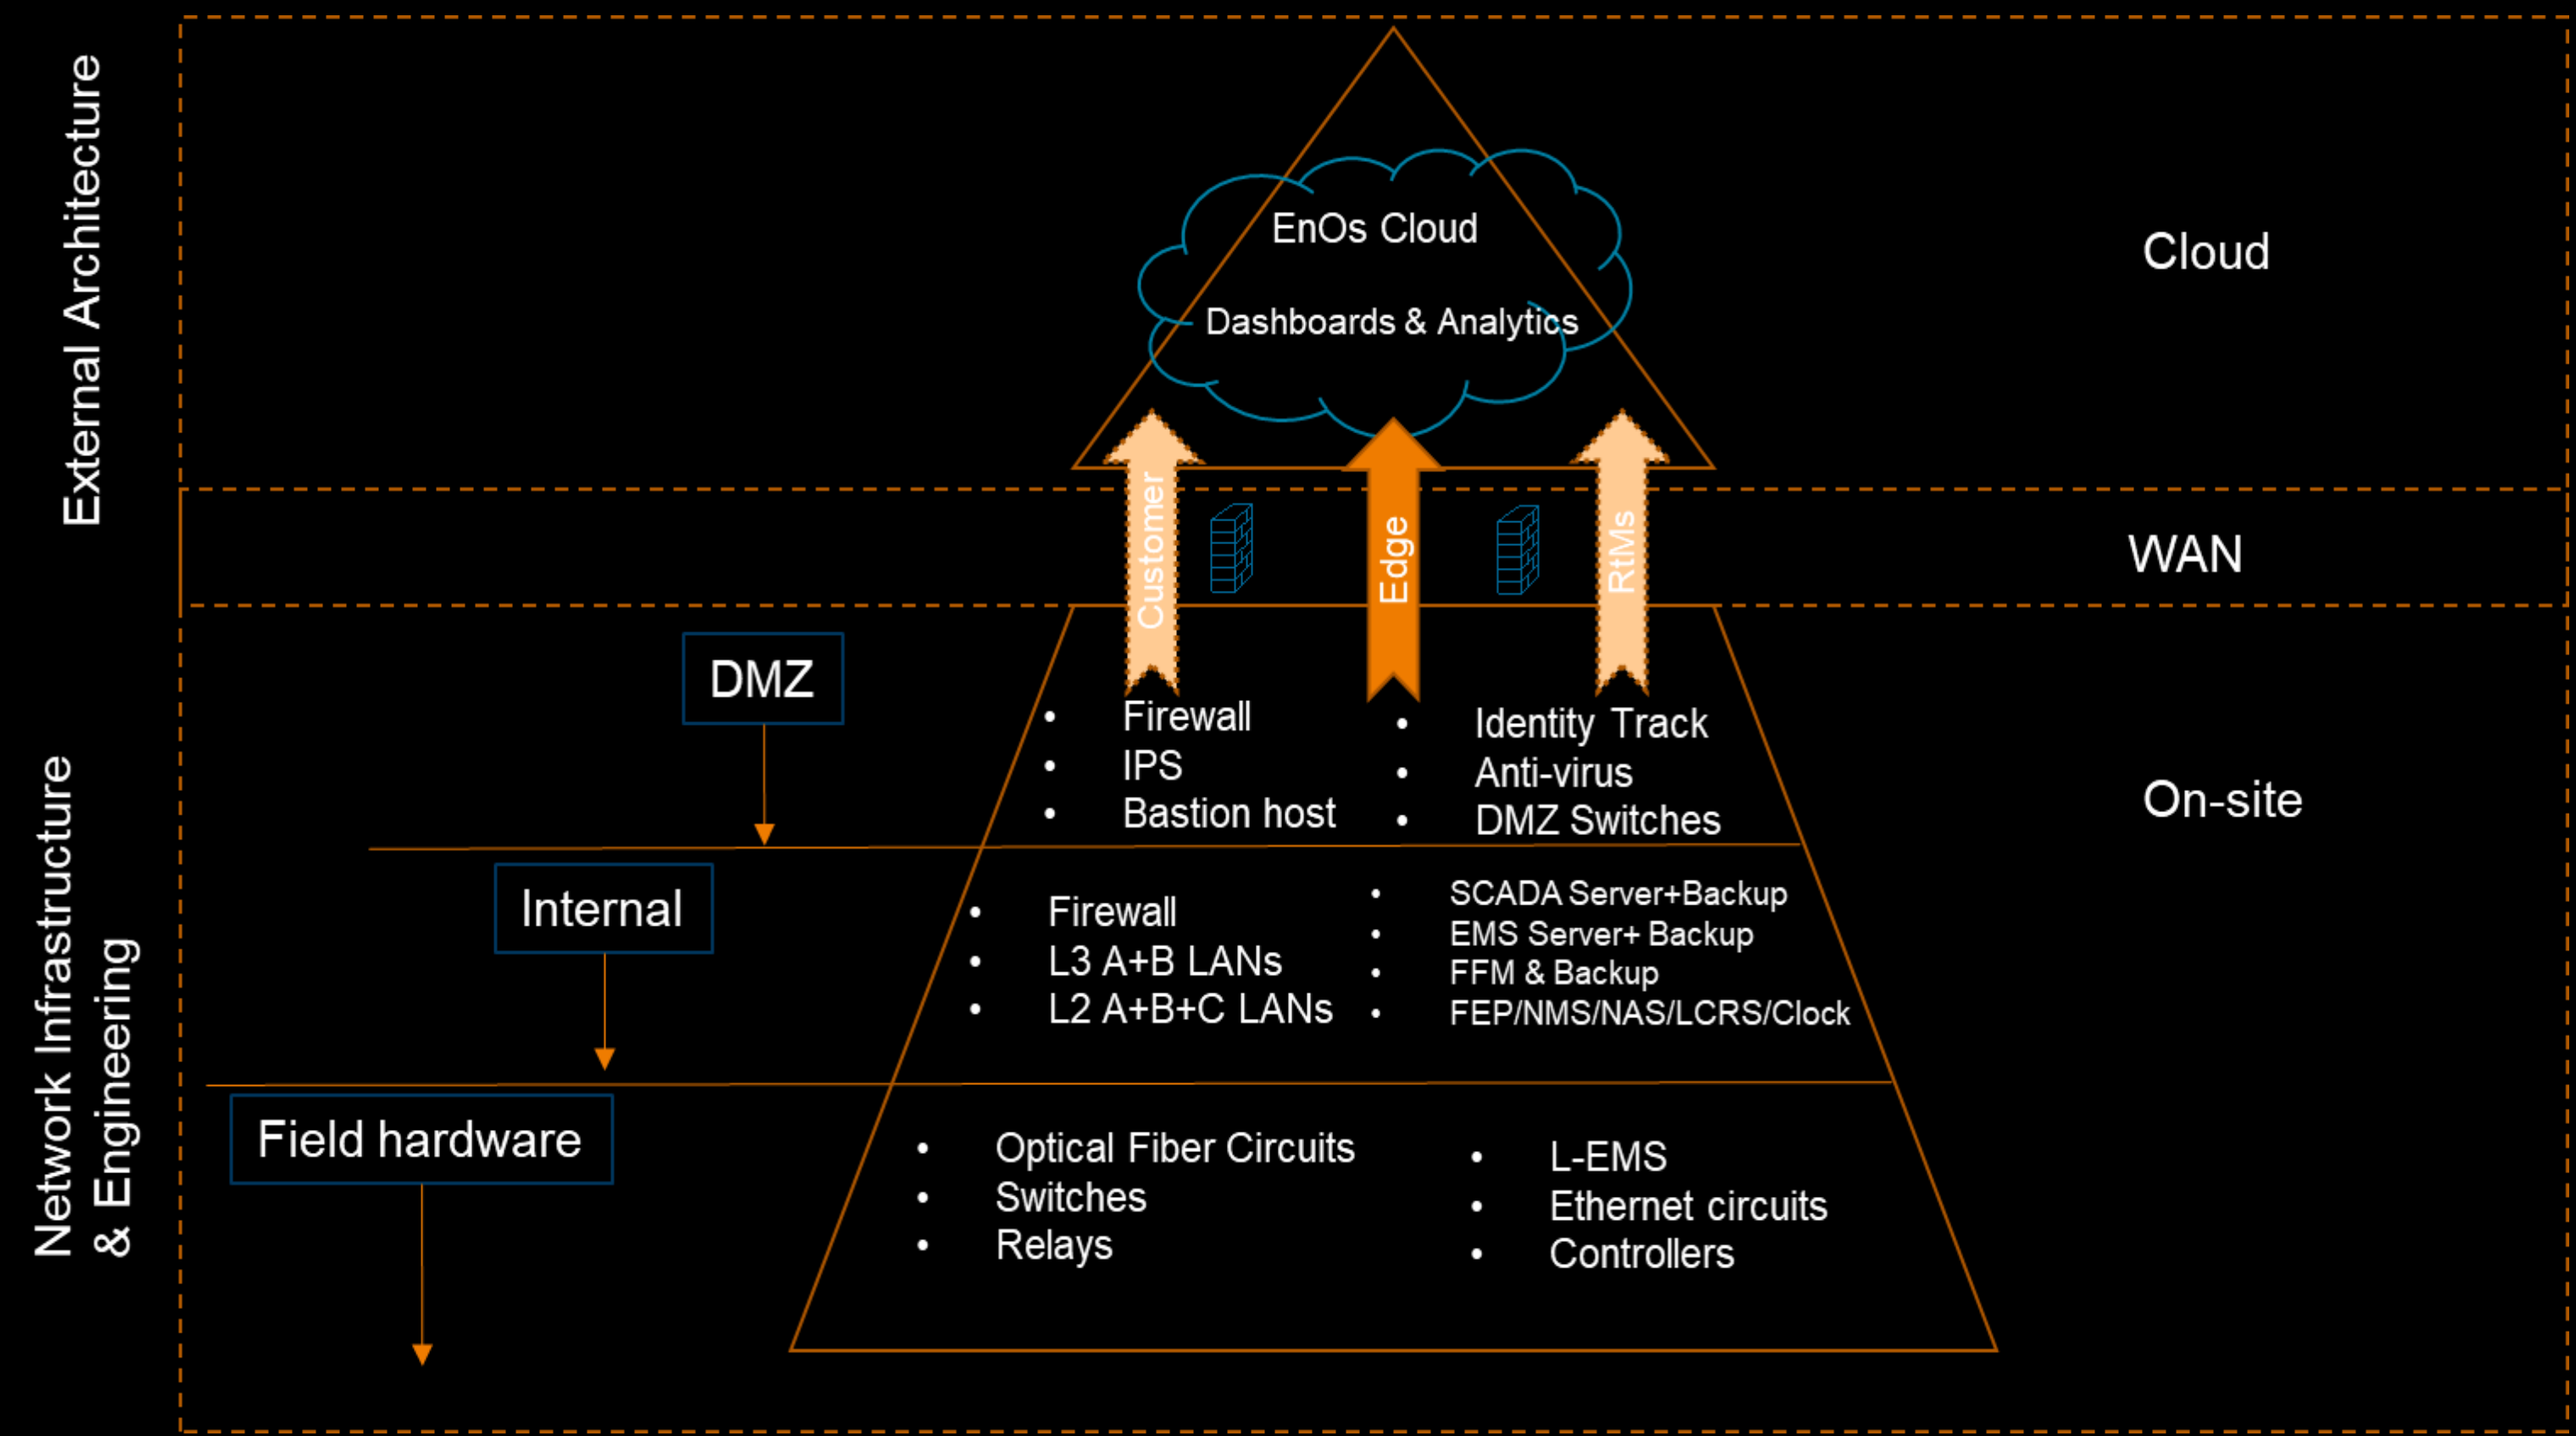 External Architecture
EnOs Cloud
Dashboards & Analytics
Cloud
Customer
Edge
RtMs
WAN
Network Infrastructure
& Engineering
DMZ
• Firewall
• IPS
• Bastion host
• Identity Track
• Anti-virus
• DMZ Switches
On-site
Internal
• Firewall
• L3 A+B LANs
• L2 A+B+C LANs
• SCADA Server+Backup
• EMS Server+ Backup
• FFM & Backup
• FEP/NMS/NAS/LCRS/Clock
Field hardware
• Optical Fiber Circuits
• Switches
• Relays
• L-EMS
• Ethernet circuits
• Controllers